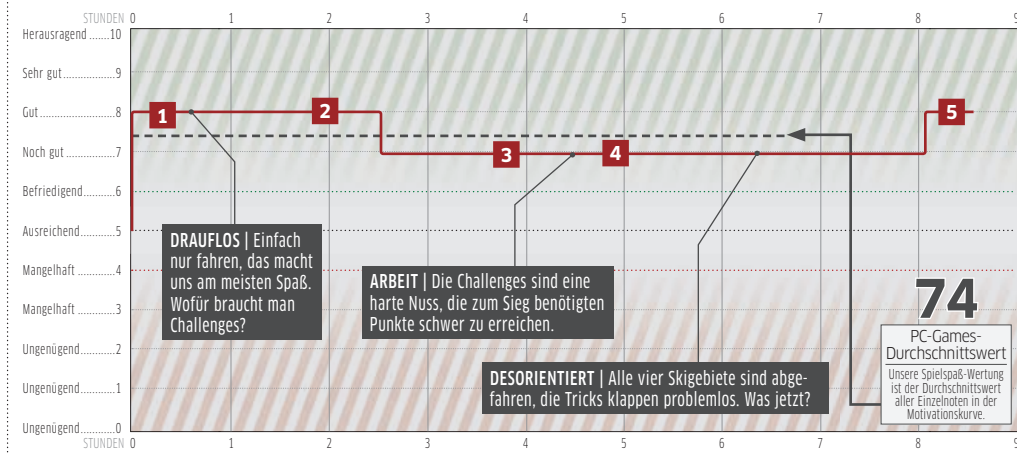 STUNDEN 0 1 2 3 4 5 6 7 8 9
Herausragend ......10
Sehr gut...............9
Gut......................8
Noch gut..............7
Befriedigend.........6
Ausreichend.........5
Mangelhaft ..........4
Mangelhaft ..........3
Ungenügend.........2
Ungenügend.........1
Ungenügend.........0
1
2
3
4
5
DRAUFLOS | Einfach
nur fahren, das macht
uns am meisten Spaß.
Wofür braucht man
Challenges?
ARBEIT | Die Challenges sind eine
harte Nuss, die zum Sieg benötigten
Punkte schwer zu erreichen.
DESORIENTIERT | Alle vier Skigebiete sind abge-
fahren, die Tricks klappen problemlos. Was jetzt?
74
PC-Games-
Durchschnittswert
Unsere Spielspaß-Wertung
ist der Durchschnittswert
aller Einzelnoten in der
Motivationskurve.
STUNDEN 0 1 2 3 4 5 6 7 8 9